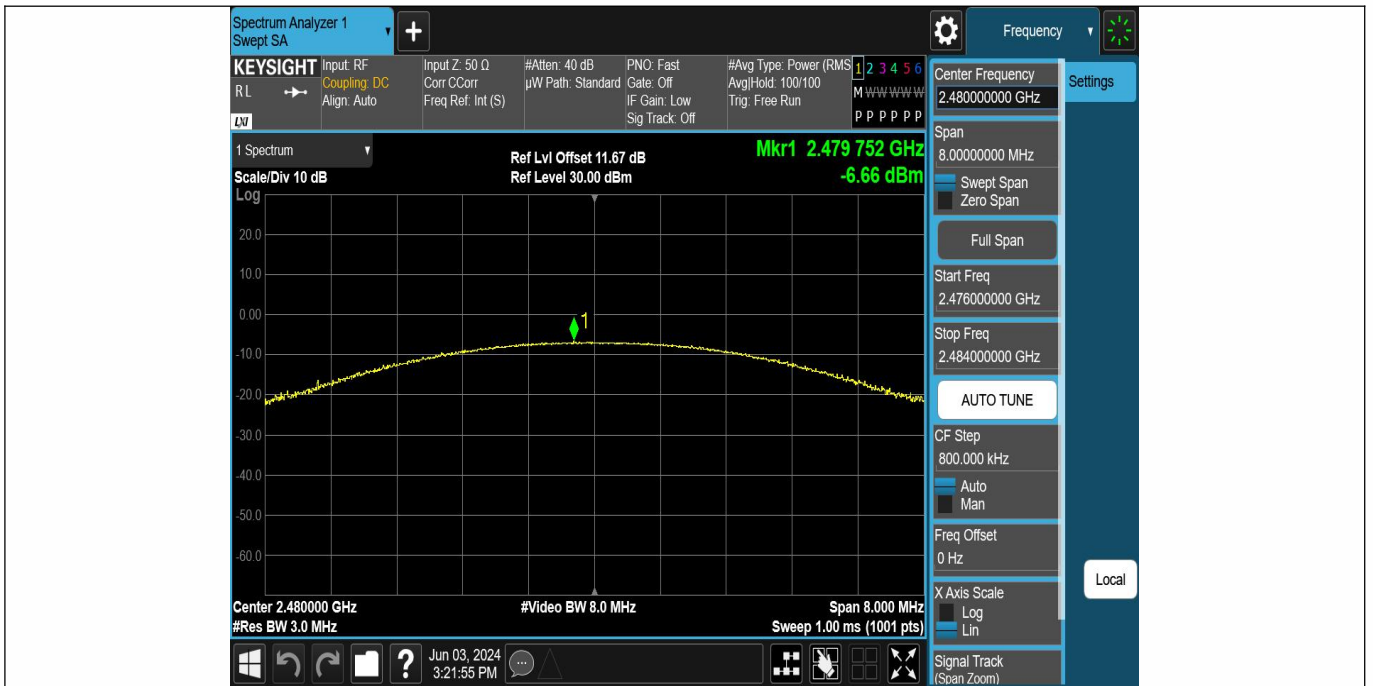 Spectrum Analyzer 1
Swept SA
+
Frequency
KEYSIGHT
RL
LXI
Input: RF
Coupling: DC
Align: Auto
Input Z: 50 Ω
Corr CCorr
Freq Ref: Int (S)
#Atten: 40 dB
µW Path: Standard
PNO: Fast
Gate: Off
IF Gain: Low
Sig Track: Off
#Avg Type: Power (RMS
Avg|Hold: 100/100
Trig: Free Run
1 2 3 4 5 6
M W W W W W
P P P P P P
1 Spectrum
Scale/Div 10 dB
Log
Ref Lvl Offset 11.67 dB
Ref Level 30.00 dBm
Mkr1 2.479 752 GHz
-6.66 dBm
20.0
10.0
0.00
-10.0
-20.0
-30.0
-40.0
-50.0
-60.0
1
Center 2.480000 GHz
#Res BW 3.0 MHz
#Video BW 8.0 MHz
Span 8.000 MHz
Sweep 1.00 ms (1001 pts)
Center Frequency
2.480000000 GHz
Settings
Span
8.00000000 MHz
Swept Span
Zero Span
Full Span
Start Freq
2.476000000 GHz
Stop Freq
2.484000000 GHz
AUTO TUNE
CF Step
800.000 kHz
Auto
Man
Freq Offset
0 Hz
Local
X Axis Scale
Log
Lin
Signal Track
(Span Zoom)
?
Jun 03, 2024
3:21:55 PM